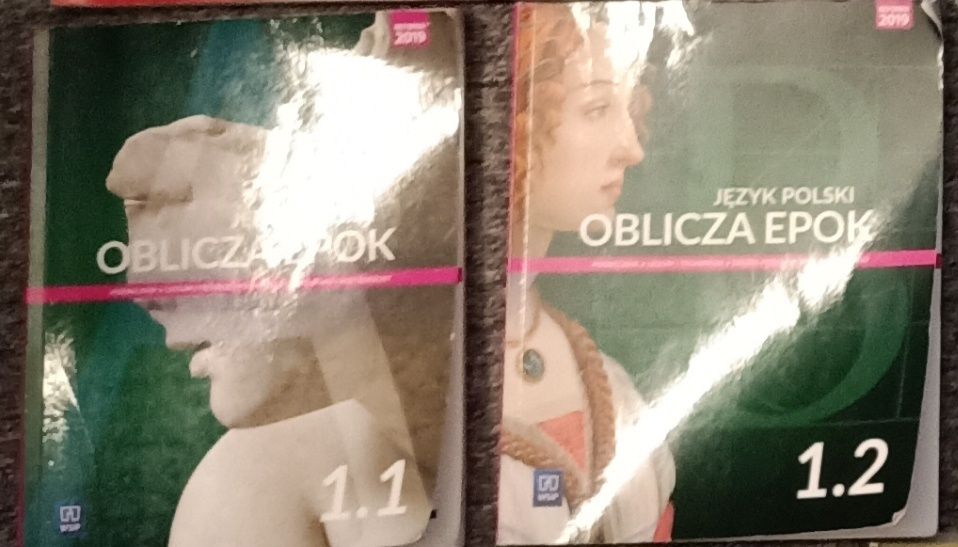 2019
OBLICZA EPOK
1.1
WSiP
2019
JĘZYK POLSKI
OBLICZA EPOK
1.2
WSiP